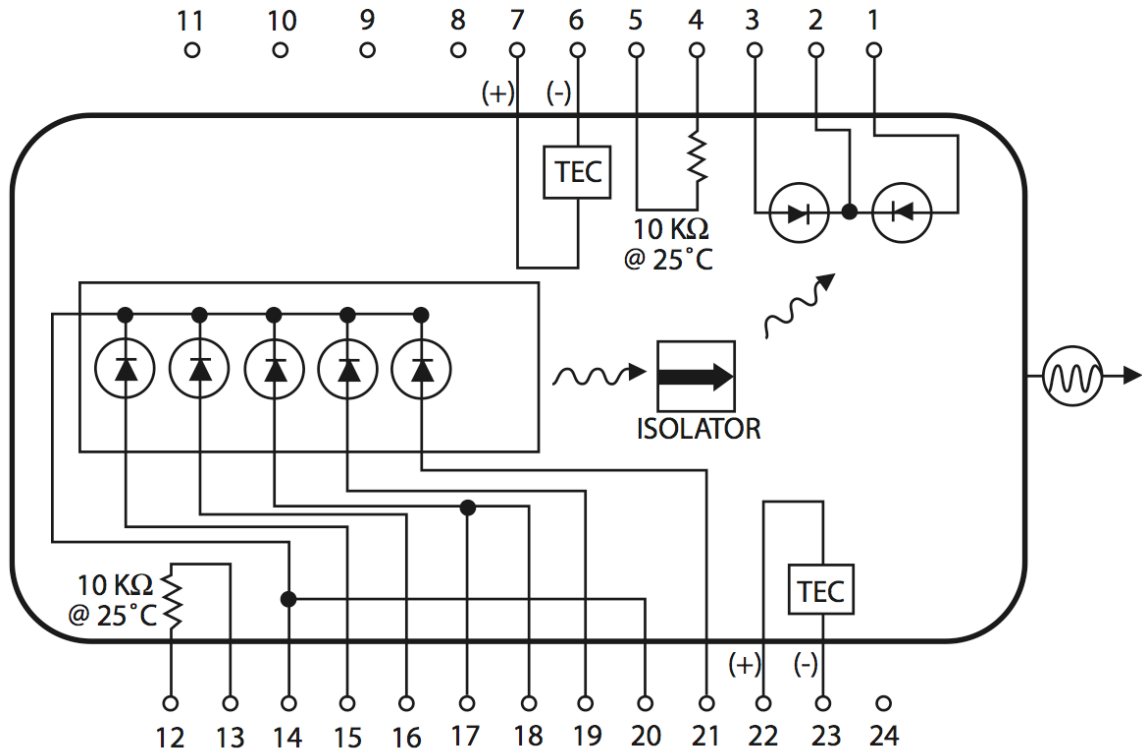 11 10 9 8 7 6 5 4 3 2 1
(+) (-)
TEC
10 KΩ
@ 25˚C
ISOLATOR
10 KΩ
@ 25˚C
TEC
(+) (-)
12 13 14 15 16 17 18 19 20 21 22 23 24